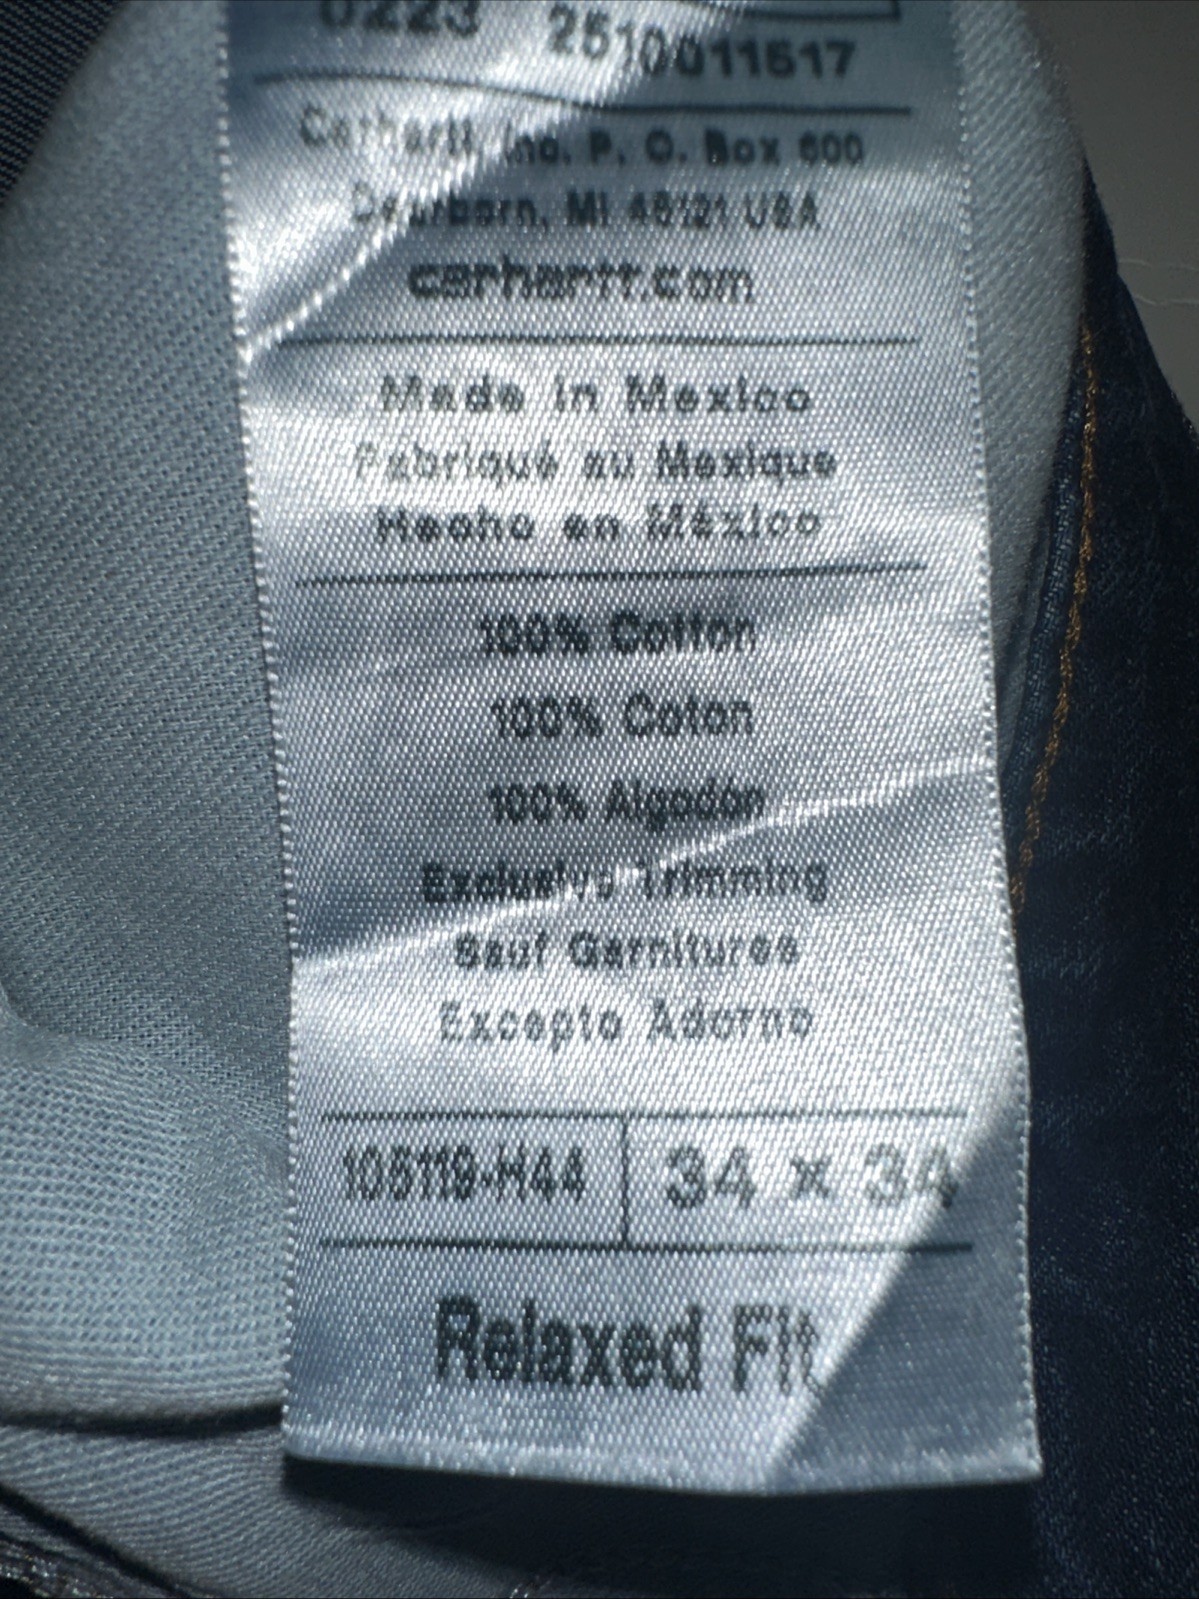 0223 2510011517
Carhartt, Inc. P. O. Box 600
Dearborn, MI 48121 USA
carhartt.com
Made in Mexico
Fabriqué au Mexique
Hecho en México
100% Cotton
100% Coton
100% Algodón
Exclusive Trimming
Sauf Garnitures
Excepto Adorno
105119-H44 34 x 34
Relaxed Fit